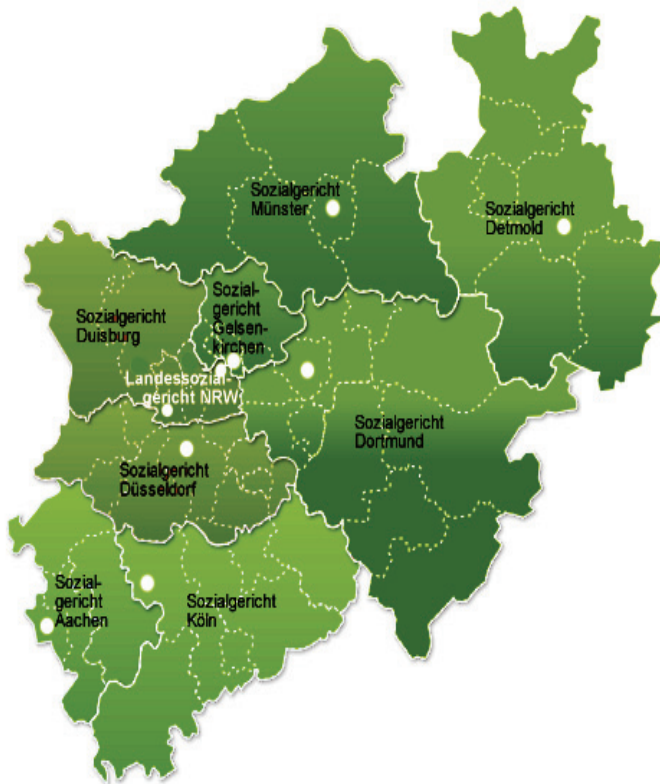 Sozialgericht
Münster
Sozialgericht
Detmold
Sozial-
gericht
Gelsen-
kirchen
Sozialgericht
Duisburg
Landessozial-
gericht NRW
Sozialgericht
Dortmund
Sozialgericht
Düsseldorf
Sozial-
gericht
Aachen
Sozialgericht
Köln